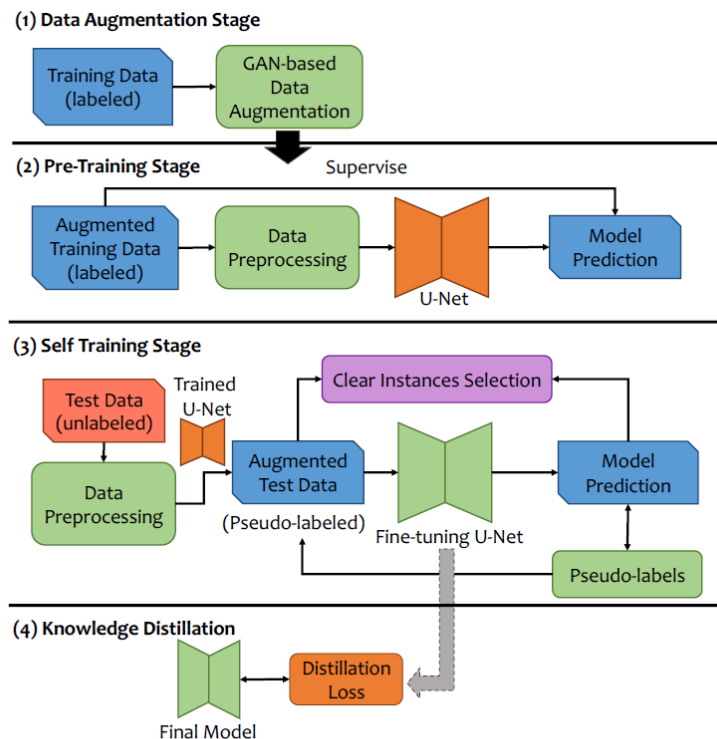 (1) Data Augmentation Stage
Training Data
(labeled)
GAN-based
Data
Augmentation
(2) Pre-Training Stage
Supervise
Augmented
Training Data
(labeled)
Data
Preprocessing
U-Net
Model
Prediction
(3) Self Training Stage
Test Data
(unlabeled)
Trained
U-Net
Clear Instances Selection
Data
Preprocessing
Augmented
Test Data
(Pseudo-labeled)
Fine-tuning U-Net
Model
Prediction
Pseudo-labels
(4) Knowledge Distillation
Final Model
Distillation
Loss